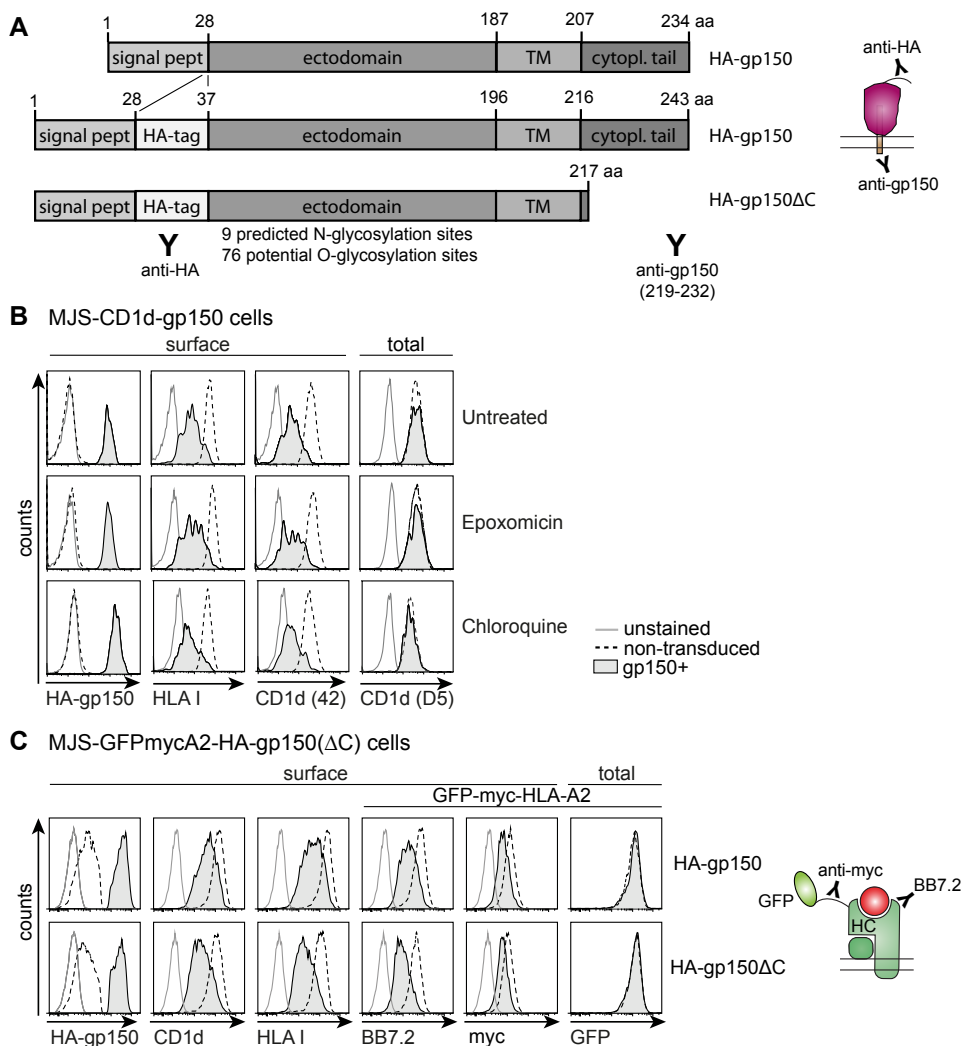 A
1 28 187 207 234 aa
signal pept ectodomain TM cytopl. tail HA-gp150
1 28 37 196 216 243 aa
signal pept HA-tag ectodomain TM cytopl. tail HA-gp150
217 aa
signal pept HA-tag ectodomain TM HA-gp150ΔC
9 predicted N-glycosylation sites
76 potential O-glycosylation sites
anti-HA
anti-gp150
(219-232)
anti-HA
anti-gp150
B MJS-CD1d-gp150 cells
surface total
Untreated
Epoxomicin
Chloroquine
counts
HA-gp150 HLA I CD1d (42) CD1d (D5)
unstained
non-transduced
gp150+
C MJS-GFPmycA2-HA-gp150(ΔC) cells
surface total
GFP-myc-HLA-A2
HA-gp150
HA-gp150ΔC
counts
HA-gp150 CD1d HLA I BB7.2 myc GFP
anti-myc
GFP
BB7.2
HC